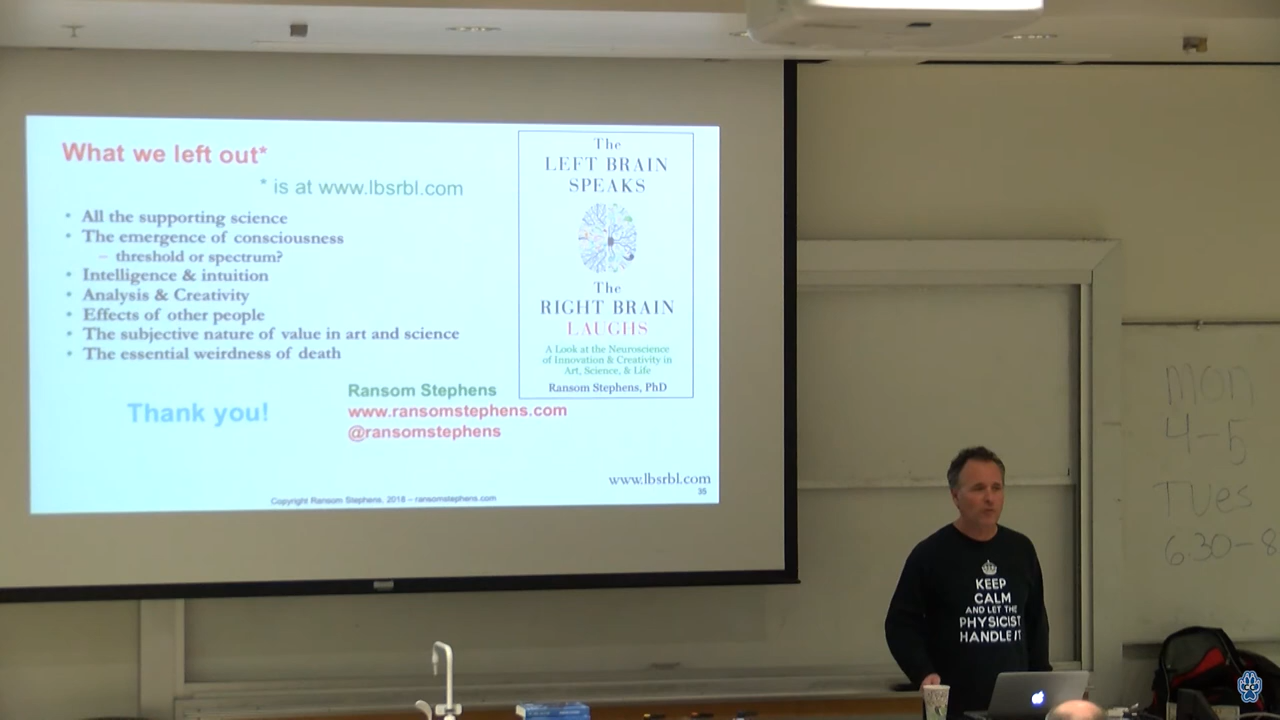 What we left out*
* is at www.lbsrbl.com
• All the supporting science
• The emergence of consciousness
– threshold or spectrum?
• Intelligence & intuition
• Analysis & Creativity
• Effects of other people
• The subjective nature of value in art and science
• The essential weirdness of death
Thank you!
Ransom Stephens
www.ransomstephens.com
@ransomstephens
The
LEFT BRAIN
SPEAKS
The
RIGHT BRAIN
LAUGHS
A Look at the Neuroscience
of Innovation & Creativity in
Art, Science, & Life
Ransom Stephens, PhD
www.lbsrbl.com
35
Copyright Ransom Stephens, 2018 – ransomstephens.com
KEEP
CALM
AND LET THE
PHYSICIST
HANDLE IT
Mon
4-5
Tues
6:30-8